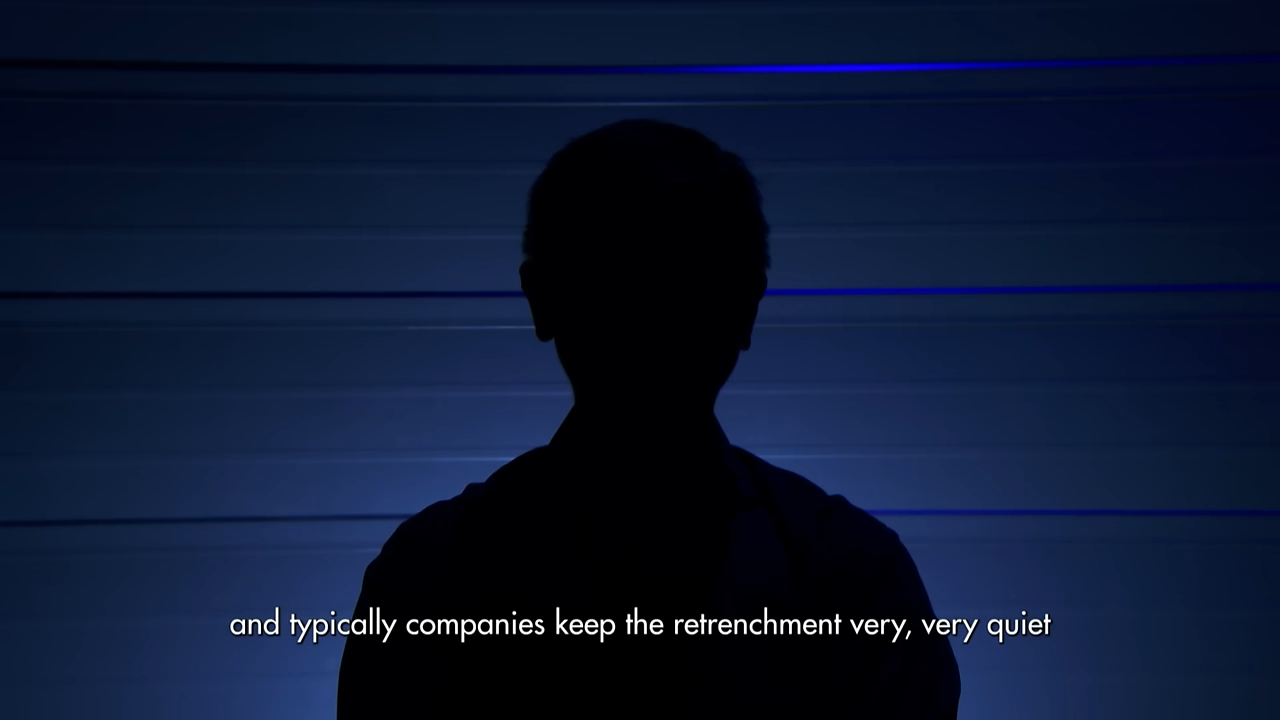 and typically companies keep the retrenchment very, very quiet